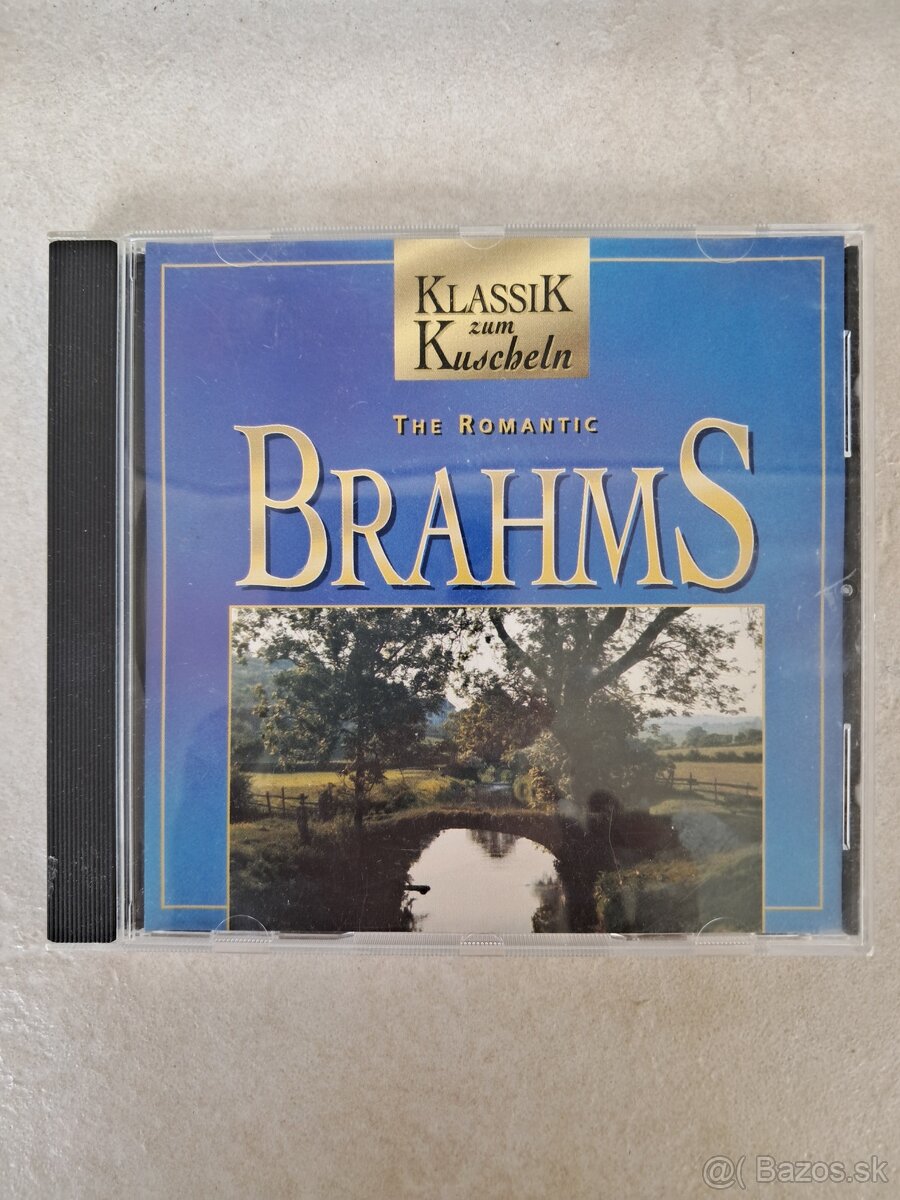 KLASSIK
zum
Kuscheln
THE ROMANTIC
BRAHMS
@( Bazos.sk